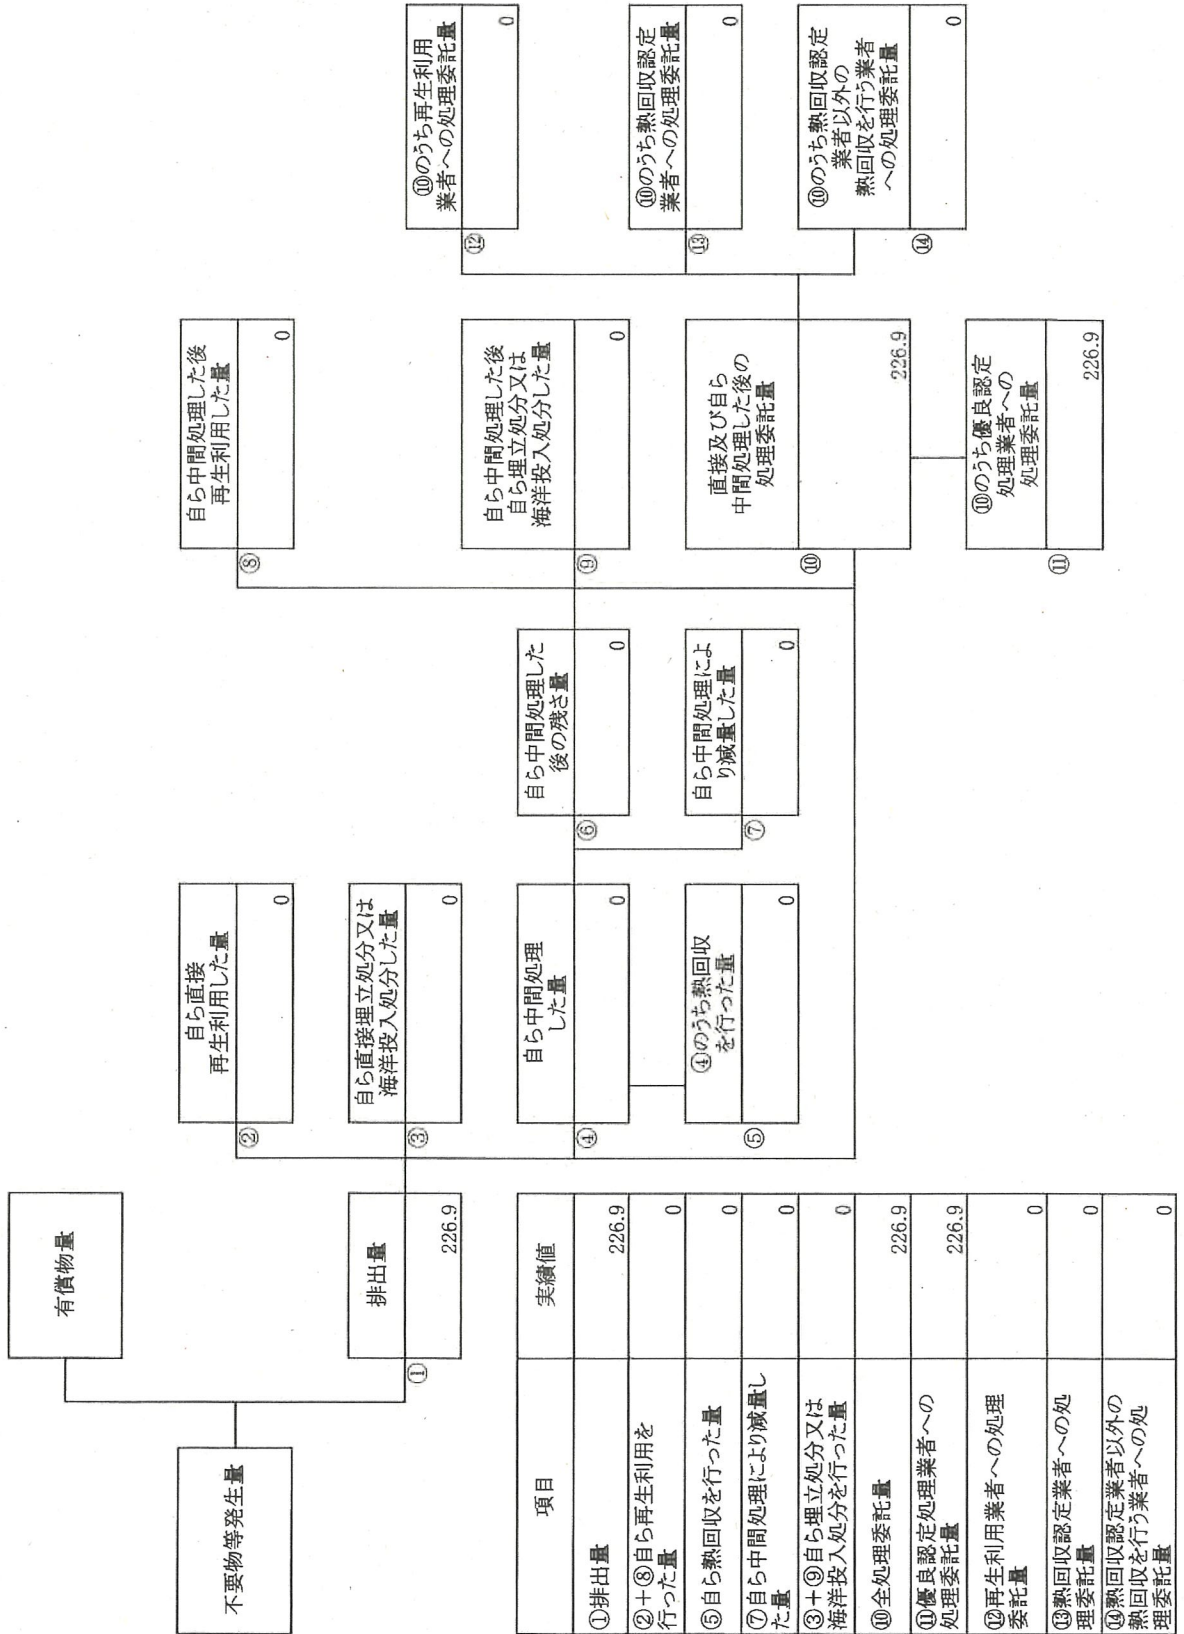 不要物等発生量
有償物量
排出量
①
226.9
自ら直接
再生利用した量
②
0
自ら直接埋立処分又は
海洋投入処分した量
③
0
自ら中間処理
した量
④
0
④のうち熱回収
を行った量
⑤
0
自ら中間処理した
後の残さ量
⑥
0
自ら中間処理によ
り減量した量
⑦
0
自ら中間処理した後
再生利用した量
⑧
0
自ら中間処理した後
自ら埋立処分又は
海洋投入処分した量
⑨
0
直接及び自ら
中間処理した後の
処理委託量
⑩
226.9
⑩のうち優良認定
処理業者への
処理委託量
⑪
226.9
⑩のうち再生利用
業者への処理委託量
⑫
0
⑩のうち熱回収認定
業者への処理委託量
⑬
0
⑩のうち熱回収認定
業者以外の
熱回収を行う業者
への処理委託量
⑭
0
項目 実績値
①排出量 226.9
②+⑧自ら再生利用を
行った量 0
⑤自ら熱回収を行った量 0
⑦自ら中間処理により減量し
た量 0
③+⑨自ら埋立処分又は
海洋投入処分を行った量 0
⑩全処理委託量 226.9
⑪優良認定処理業者への
処理委託量 226.9
⑫再生利用業者への処理
委託量 0
⑬熱回収認定業者への処
理委託量 0
⑭熱回収認定業者以外の
熱回収を行う業者への処
理委託量 0